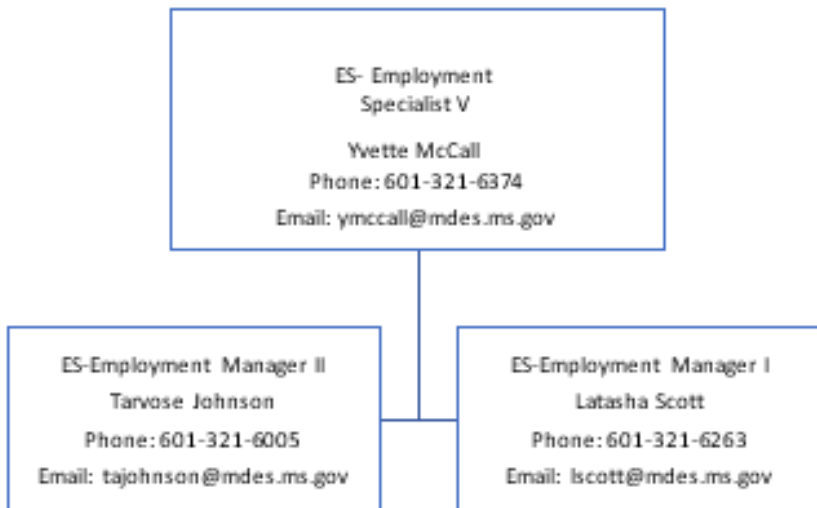 ES- Employment
Specialist V
Yvette McCall
Phone: 601-321-6374
Email: ymccall@mdes.ms.gov
ES-Employment Manager II
Tarvose Johnson
Phone: 601-321-6005
Email: tajohnson@mdes.ms.gov
ES-Employment Manager I
Latasha Scott
Phone: 601-321-6263
Email: lscott@mdes.ms.gov